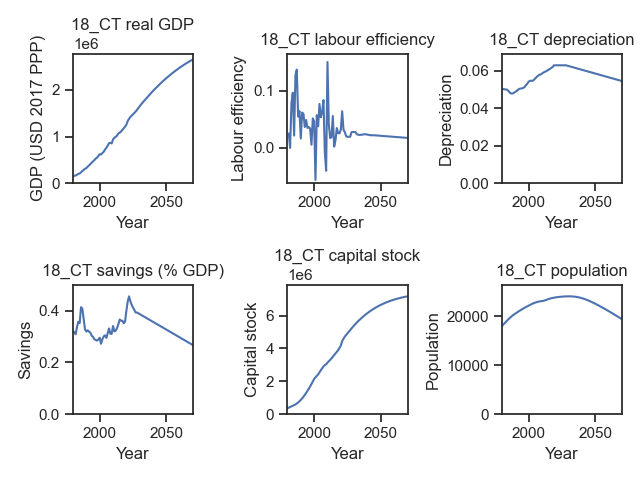 18_CT real GDP
1e6
GDP (USD 2017 PPP)
2
1
0
2000
2050
Year
18_CT labour efficiency
Labour efficiency
0.1
0.0
2000
2050
Year
18_CT depreciation
Depreciation
0.06
0.04
0.02
0.00
2000
2050
Year
18_CT savings (% GDP)
Savings
0.4
0.2
0.0
2000
2050
Year
18_CT capital stock
1e6
Capital stock
6
4
2
0
2000
2050
Year
18_CT population
Population
20000
10000
0
2000
2050
Year